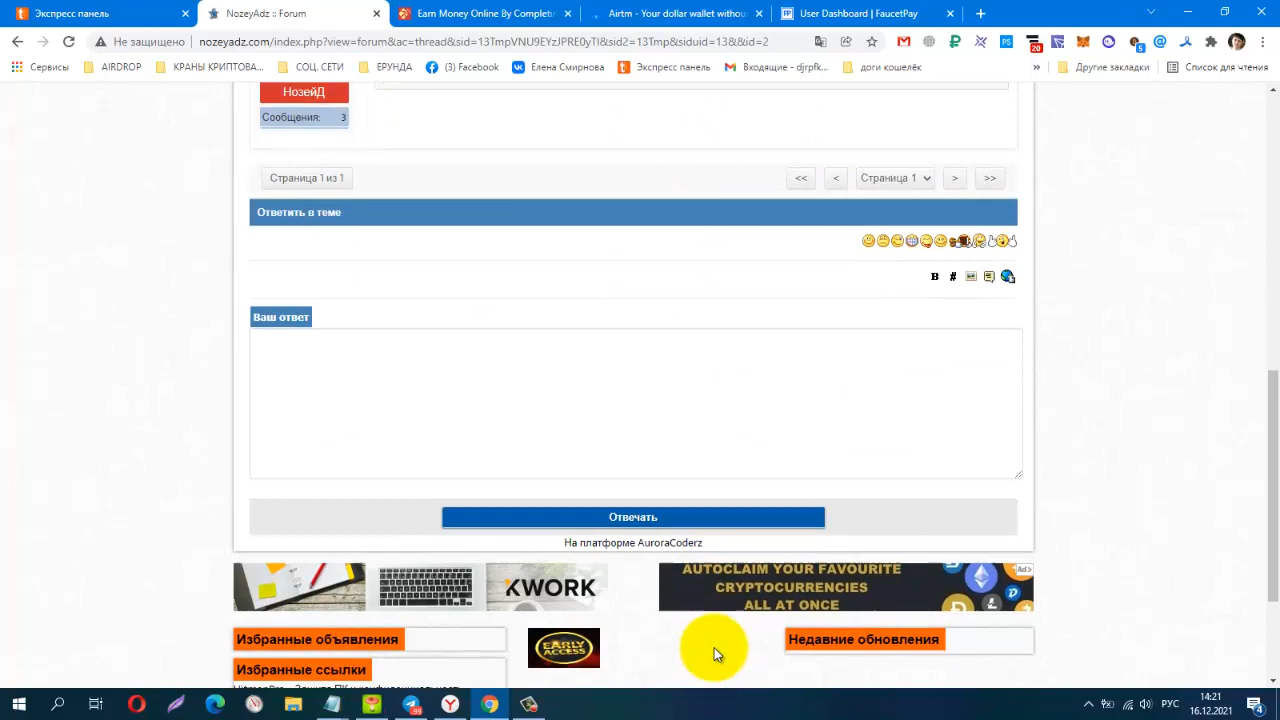 Экспресс панель
NozeyAdz :: Forum
Earn Money Online By Completin
Airtm - Your dollar wallet withou
User Dashboard | FaucetPay
Не защищено
nozeyadz.com/index.php?view=forum&ac=thread&sid=13TmpVNU9EYzJPRE0yTl&sid2=13Tmp&siduid=13&&id=2
20
5
Сервисы
AIRDROP
КРАНЫ КРИПТОВА...
СОЦ. СЕТИ
ЕРУНДА
(3) Facebook
Елена Смирнова
Экспресс панель
Входящие - djrpfk...
доги кошелёк
»
Другие закладки
Список для чтения
НозейД
Сообщения: 3
Страница 1 из 1
<<
<
Страница 1
>
>>
Ответить в теме
B #
Ваш ответ
Отвечать
На платформе AuroraCoderz
KWORK
AUTOCLAIM YOUR FAVOURITE
CRYPTOCURRENCIES
ALL AT ONCE
Ad
Избранные объявления
EARLY
ACCESS
Недавние обновления
Избранные ссылки
РУС
14:21
16.12.2021
4